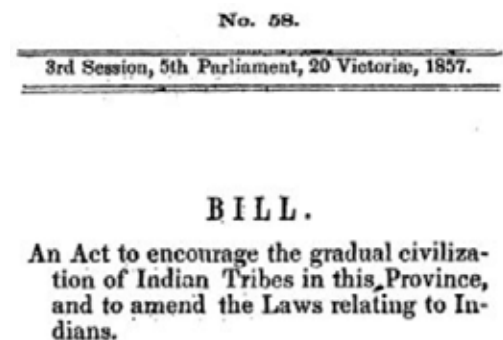 No. 58.
3rd Session, 5th Parliament, 20 Victoriæ, 1857.
BILL.
An Act to encourage the gradual civiliza-
tion of Indian Tribes in this Province,
and to amend the Laws relating to In-
dians.